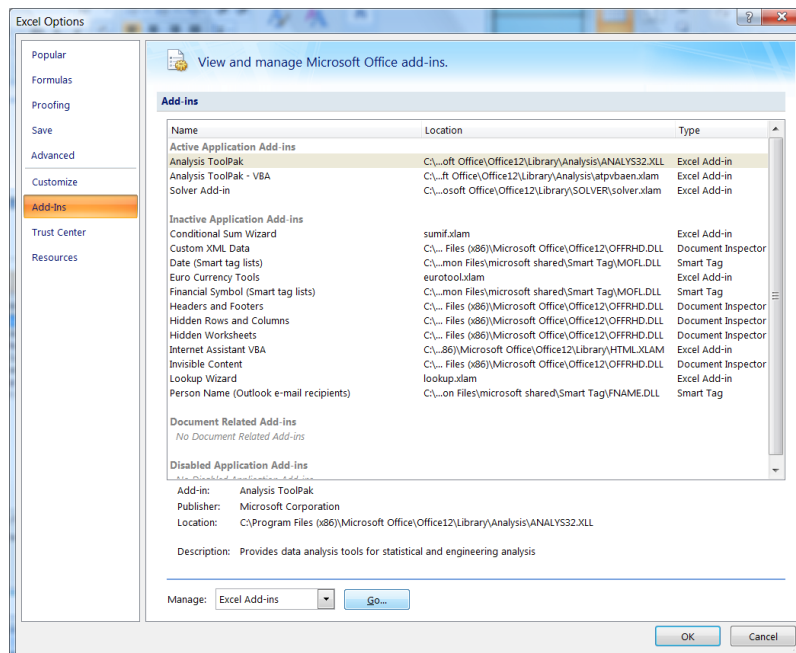 Excel Options
Popular
Formulas
Proofing
Save
Advanced
Customize
Add-Ins
Trust Center
Resources
View and manage Microsoft Office add-ins.
Add-ins
Name Location Type
Active Application Add-ins
Analysis ToolPak C:\...oft Office\Office12\Library\Analysis\ANALYS32.XLL Excel Add-in
Analysis ToolPak - VBA C:\...ft Office\Office12\Library\Analysis\atpvbaen.xlam Excel Add-in
Solver Add-in C:\...osoft Office\Office12\Library\SOLVER\solver.xlam Excel Add-in
Inactive Application Add-ins
Conditional Sum Wizard sumif.xlam Excel Add-in
Custom XML Data C:\... Files (x86)\Microsoft Office\Office12\OFFRHD.DLL Document Inspector
Date (Smart tag lists) C:\...mon Files\microsoft shared\Smart Tag\MOFL.DLL Smart Tag
Euro Currency Tools eurotool.xlam Excel Add-in
Financial Symbol (Smart tag lists) C:\...mon Files\microsoft shared\Smart Tag\MOFL.DLL Smart Tag
Headers and Footers C:\... Files (x86)\Microsoft Office\Office12\OFFRHD.DLL Document Inspector
Hidden Rows and Columns C:\... Files (x86)\Microsoft Office\Office12\OFFRHD.DLL Document Inspector
Hidden Worksheets C:\... Files (x86)\Microsoft Office\Office12\OFFRHD.DLL Document Inspector
Internet Assistant VBA C:\...86)\Microsoft Office\Office12\Library\HTML.XLAM Excel Add-in
Invisible Content C:\... Files (x86)\Microsoft Office\Office12\OFFRHD.DLL Document Inspector
Lookup Wizard lookup.xlam Excel Add-in
Person Name (Outlook e-mail recipients) C:\...on Files\microsoft shared\Smart Tag\FNAME.DLL Smart Tag
Document Related Add-ins
No Document Related Add-ins
Disabled Application Add-ins
No Disabled Application Add-ins
Add-in: Analysis ToolPak
Publisher: Microsoft Corporation
Location: C:\Program Files (x86)\Microsoft Office\Office12\Library\Analysis\ANALYS32.XLL
Description: Provides data analysis tools for statistical and engineering analysis
Manage: Excel Add-ins Go...
OK Cancel